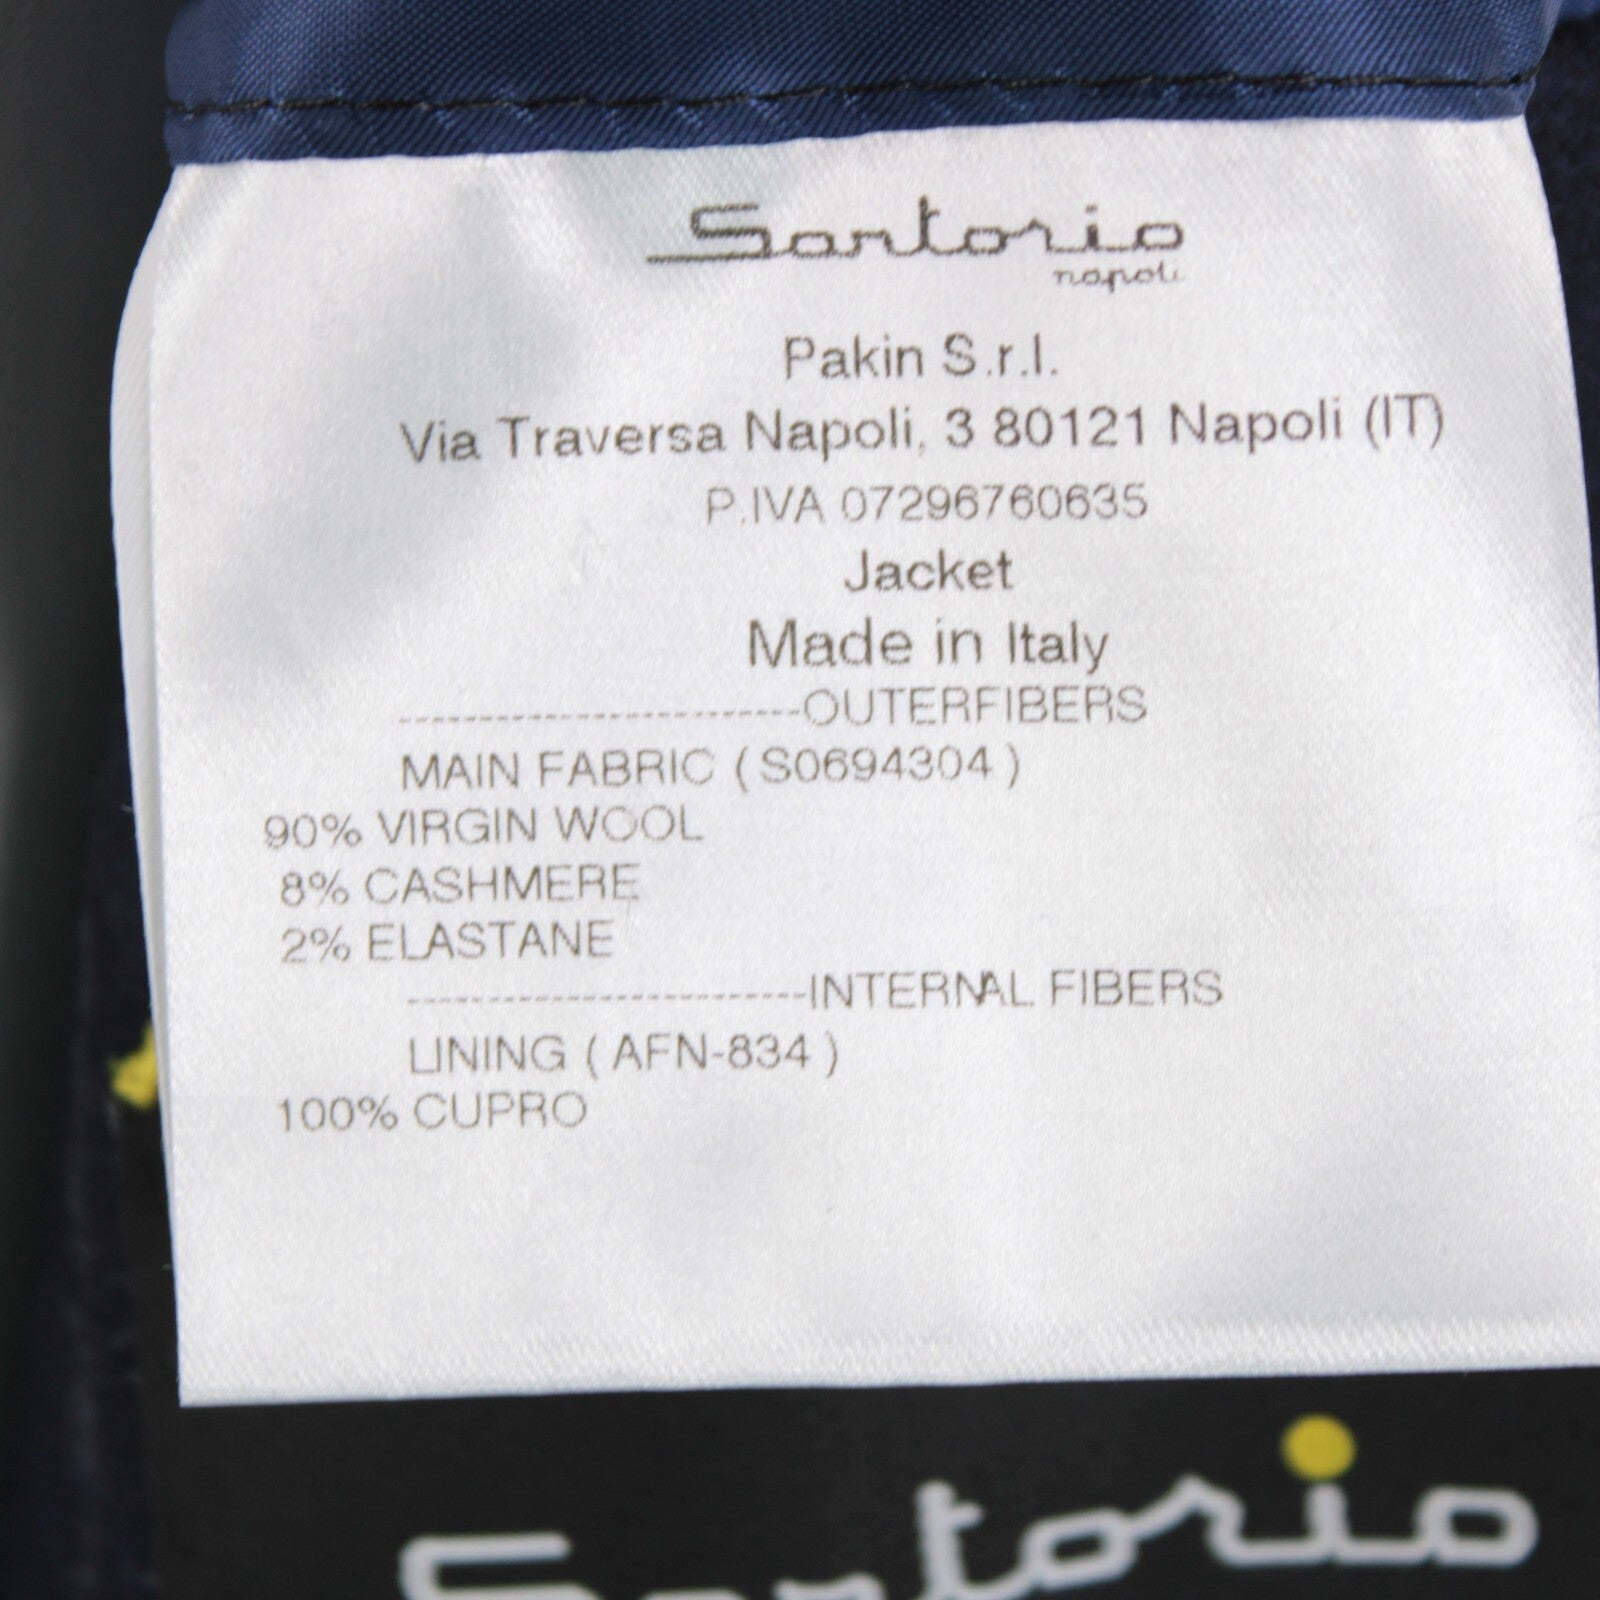 Sartorio
napoli
Pakin S.r.l.
Via Traversa Napoli, 3 80121 Napoli (IT)
P.IVA 07296760635
Jacket
Made in Italy
-------------------------OUTERFIBERS
MAIN FABRIC ( S0694304 )
90% VIRGIN WOOL
8% CASHMERE
2% ELASTANE
-------------------------INTERNAL FIBERS
LINING ( AFN-834 )
100% CUPRO
Sartorio